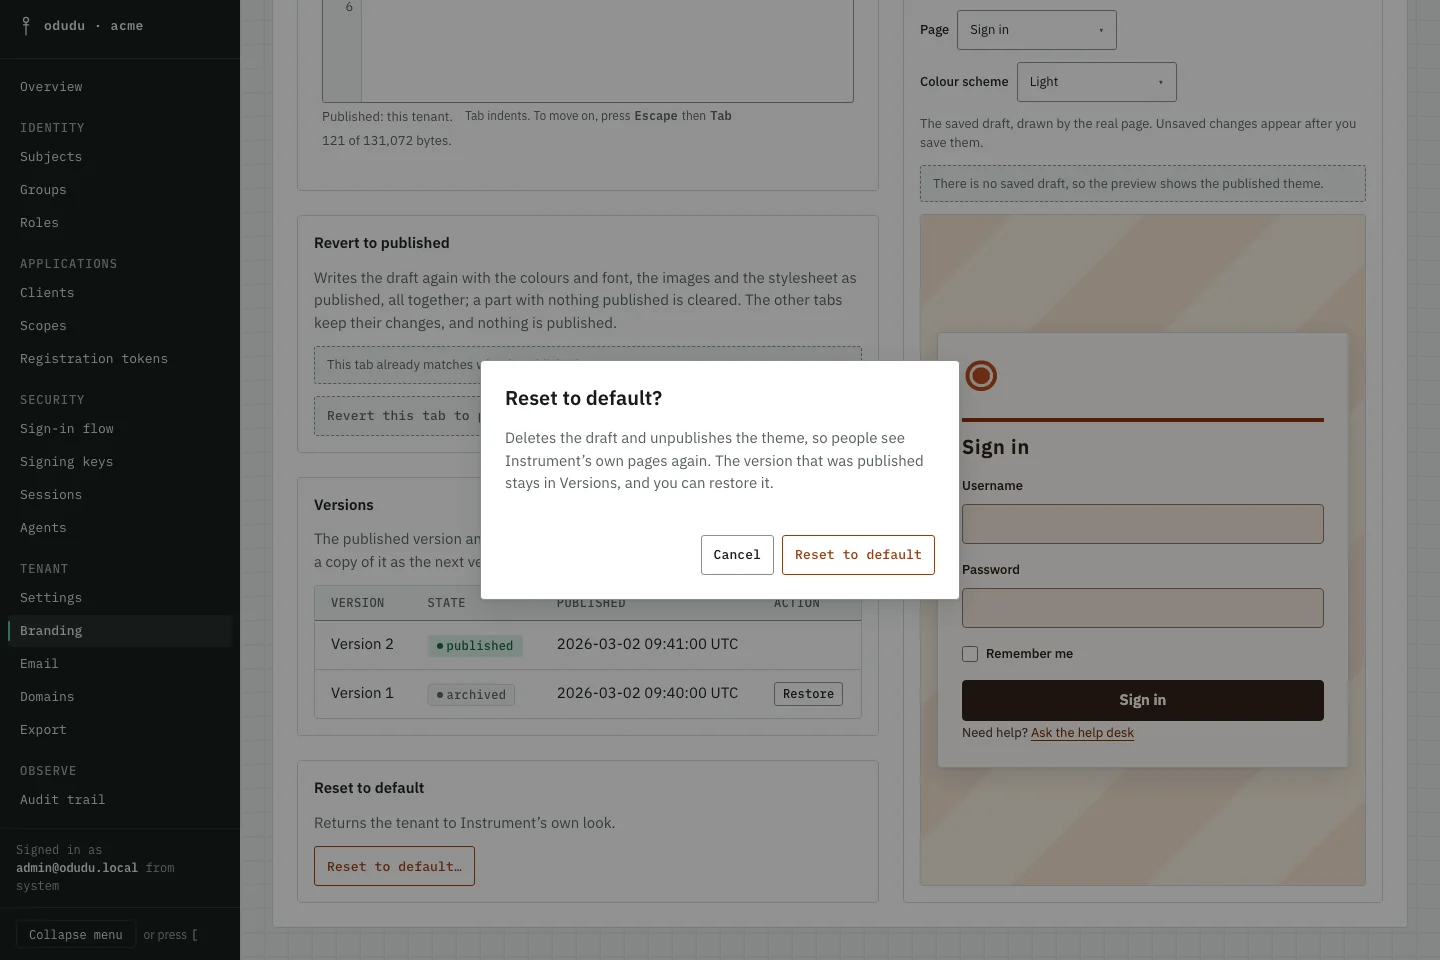 odudu · acme
Overview
IDENTITY
Subjects
Groups
Roles
APPLICATIONS
Clients
Scopes
Registration tokens
SECURITY
Sign-in flow
Signing keys
Sessions
Agents
TENANT
Settings
Branding
Email
Domains
Export
OBSERVE
Audit trail
Signed in as
admin@odudu.local from
system
Collapse menu or press [
6
Published: this tenant. Tab indents. To move on, press Escape then Tab
121 of 131,072 bytes.
Revert to published
Writes the draft again with the colours and font, the images and the stylesheet as
published, all together; a part with nothing published is cleared. The other tabs
keep their changes, and nothing is published.
This tab already matches
Revert this tab to
Versions
The published version
a copy of it as the next
VERSION STATE PUBLISHED ACTION
Version 2 published 2026-03-02 09:41:00 UTC
Version 1 archived 2026-03-02 09:40:00 UTC Restore
Reset to default
Returns the tenant to Instrument’s own look.
Reset to default…
Reset to default?
Deletes the draft and unpublishes the theme, so people see
Instrument’s own pages again. The version that was published
stays in Versions, and you can restore it.
Cancel Reset to default
Page Sign in
Colour scheme Light
The saved draft, drawn by the real page. Unsaved changes appear after you
save them.
There is no saved draft, so the preview shows the published theme.
Sign in
Username
Password
Remember me
Sign in
Need help? Ask the help desk